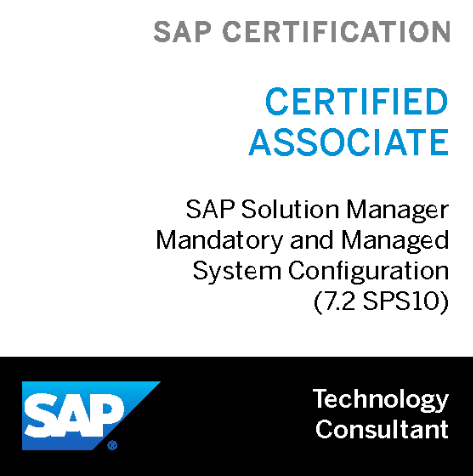 SAP CERTIFICATION
CERTIFIED
ASSOCIATE
SAP Solution Manager
Mandatory and Managed
System Configuration
(7.2 SPS10)
SAP®
Technology
Consultant